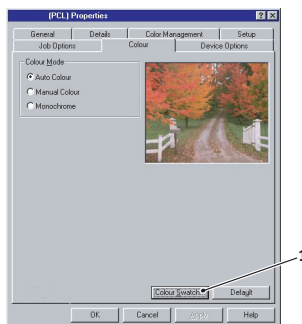 (PCL) Properties
General Details Color Management Setup
Job Options Colour Device Options
Colour Mode
Auto Colour
Manual Colour
Monochrome
1
Colour Swatch... Default
OK Cancel Apply Help